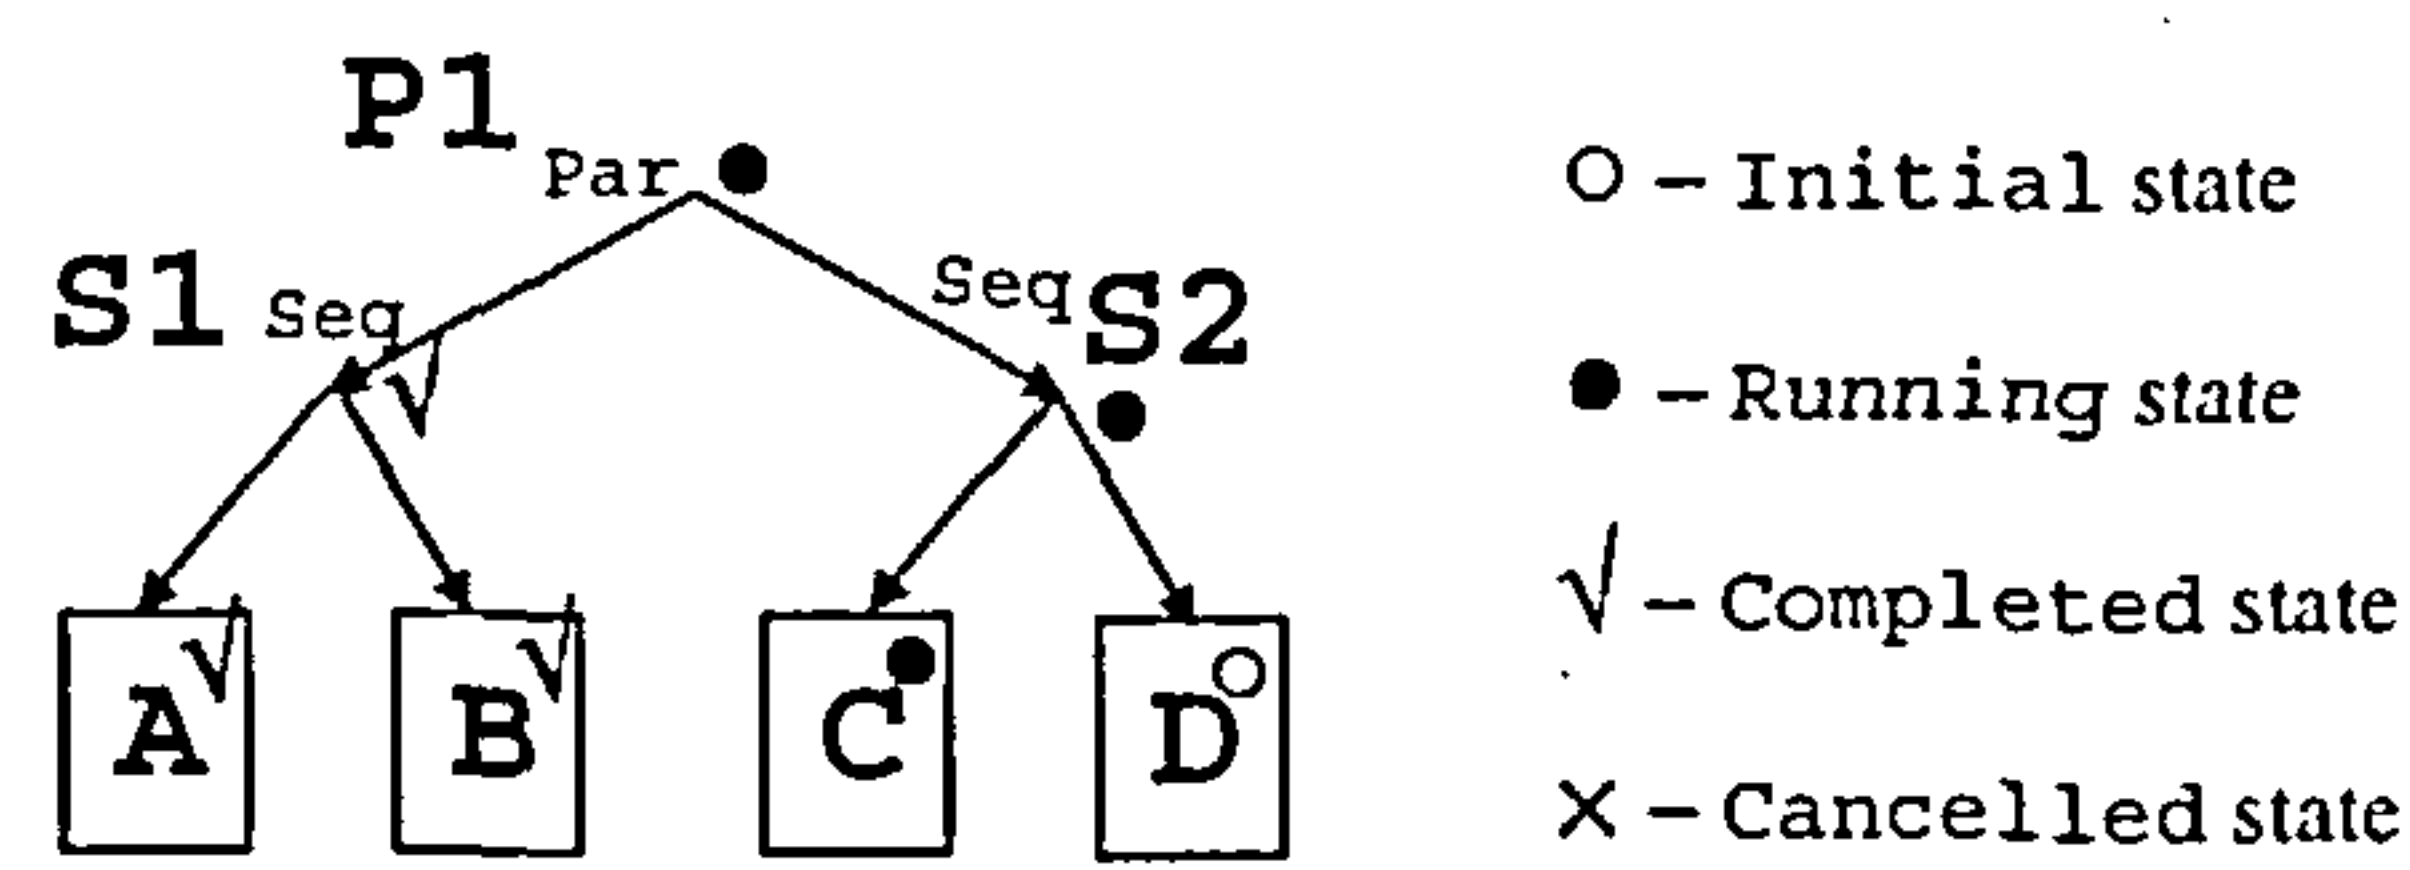 P1 Par
S1 Seq
Seq S2
A B C D
○ – Initial state
● – Running state
√ – Completed state
× – Cancelled state